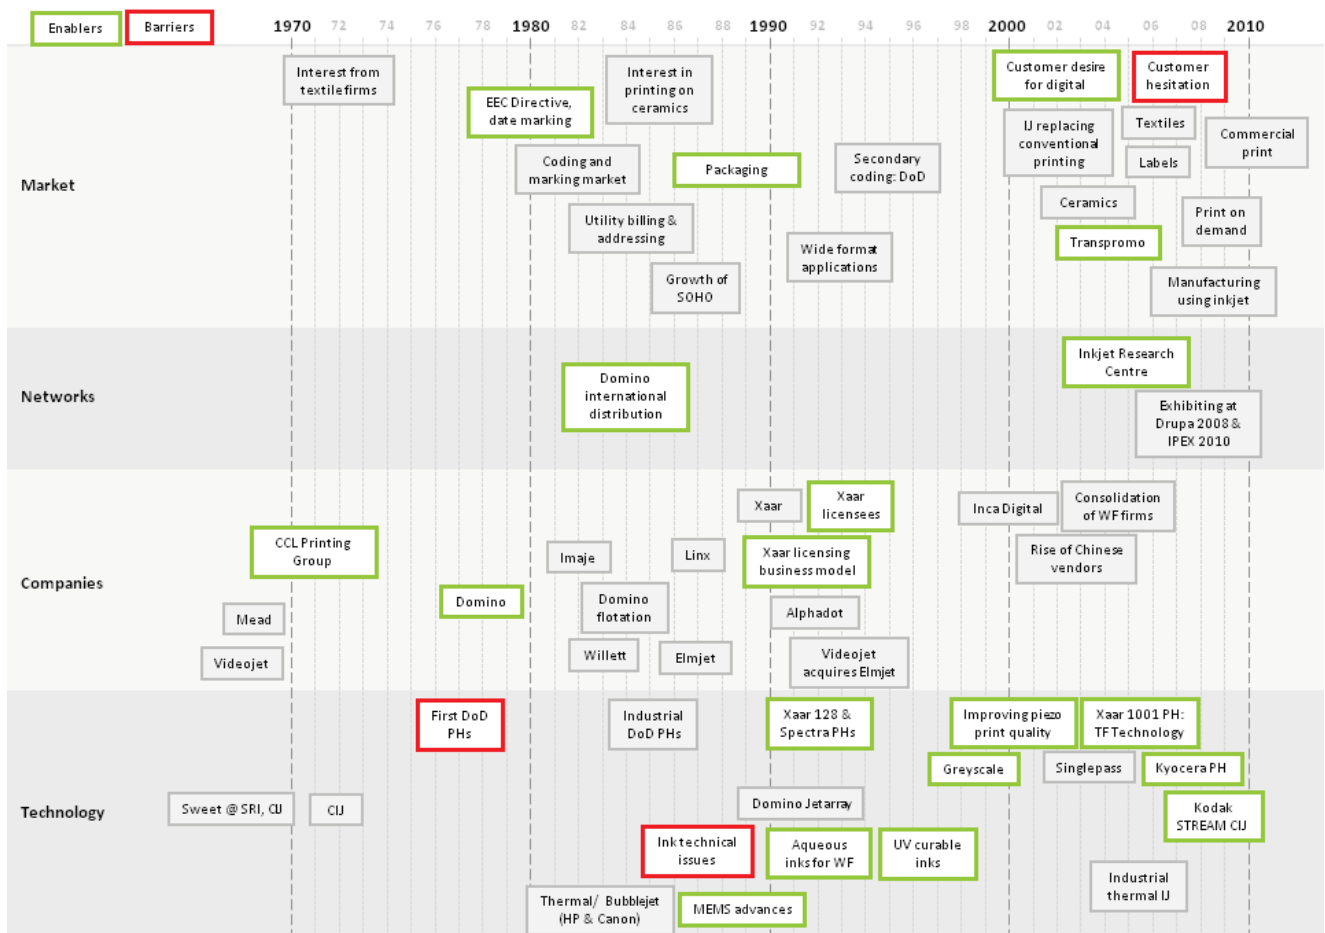 Enablers
Barriers
1970
72
74
76
78
1980
82
84
86
88
1990
92
94
96
98
2000
02
04
06
08
2010
Market
Interest from
textile firms
EEC Directive,
date marking
Interest in
printing on
ceramics
Coding and
marking market
Packaging
Utility billing &
addressing
Growth of
SOHO
Secondary
coding: DoD
Wide format
applications
Customer desire
for digital
Customer
hesitation
IJ replacing
conventional
printing
Textiles
Labels
Commercial
print
Ceramics
Print on
demand
Transpromo
Manufacturing
using inkjet
Networks
Domino
international
distribution
Inkjet Research
Centre
Exhibiting at
Drupa 2008 &
IPEX 2010
Companies
CCL Printing
Group
Mead
Videojet
Domino
Imaje
Domino
flotation
Willett
Linx
Elmjet
Xaar
Xaar
licensees
Xaar licensing
business model
Alphadot
Videojet
acquires Elmjet
Inca Digital
Consolidation
of WF firms
Rise of Chinese
vendors
Technology
First DoD
PHs
Industrial
DoD PHs
Xaar 128 &
Spectra PHs
Improving piezo
print quality
Xaar 1001 PH:
TF Technology
Greyscale
Singlepass
Kyocera PH
Sweet @ SRI, CIJ
CIJ
Domino Jetarray
Kodak
STREAM CIJ
Ink technical
issues
Aqueous
inks for WF
UV curable
inks
Thermal/ Bubblejet
(HP & Canon)
MEMS advances
Industrial
thermal IJ